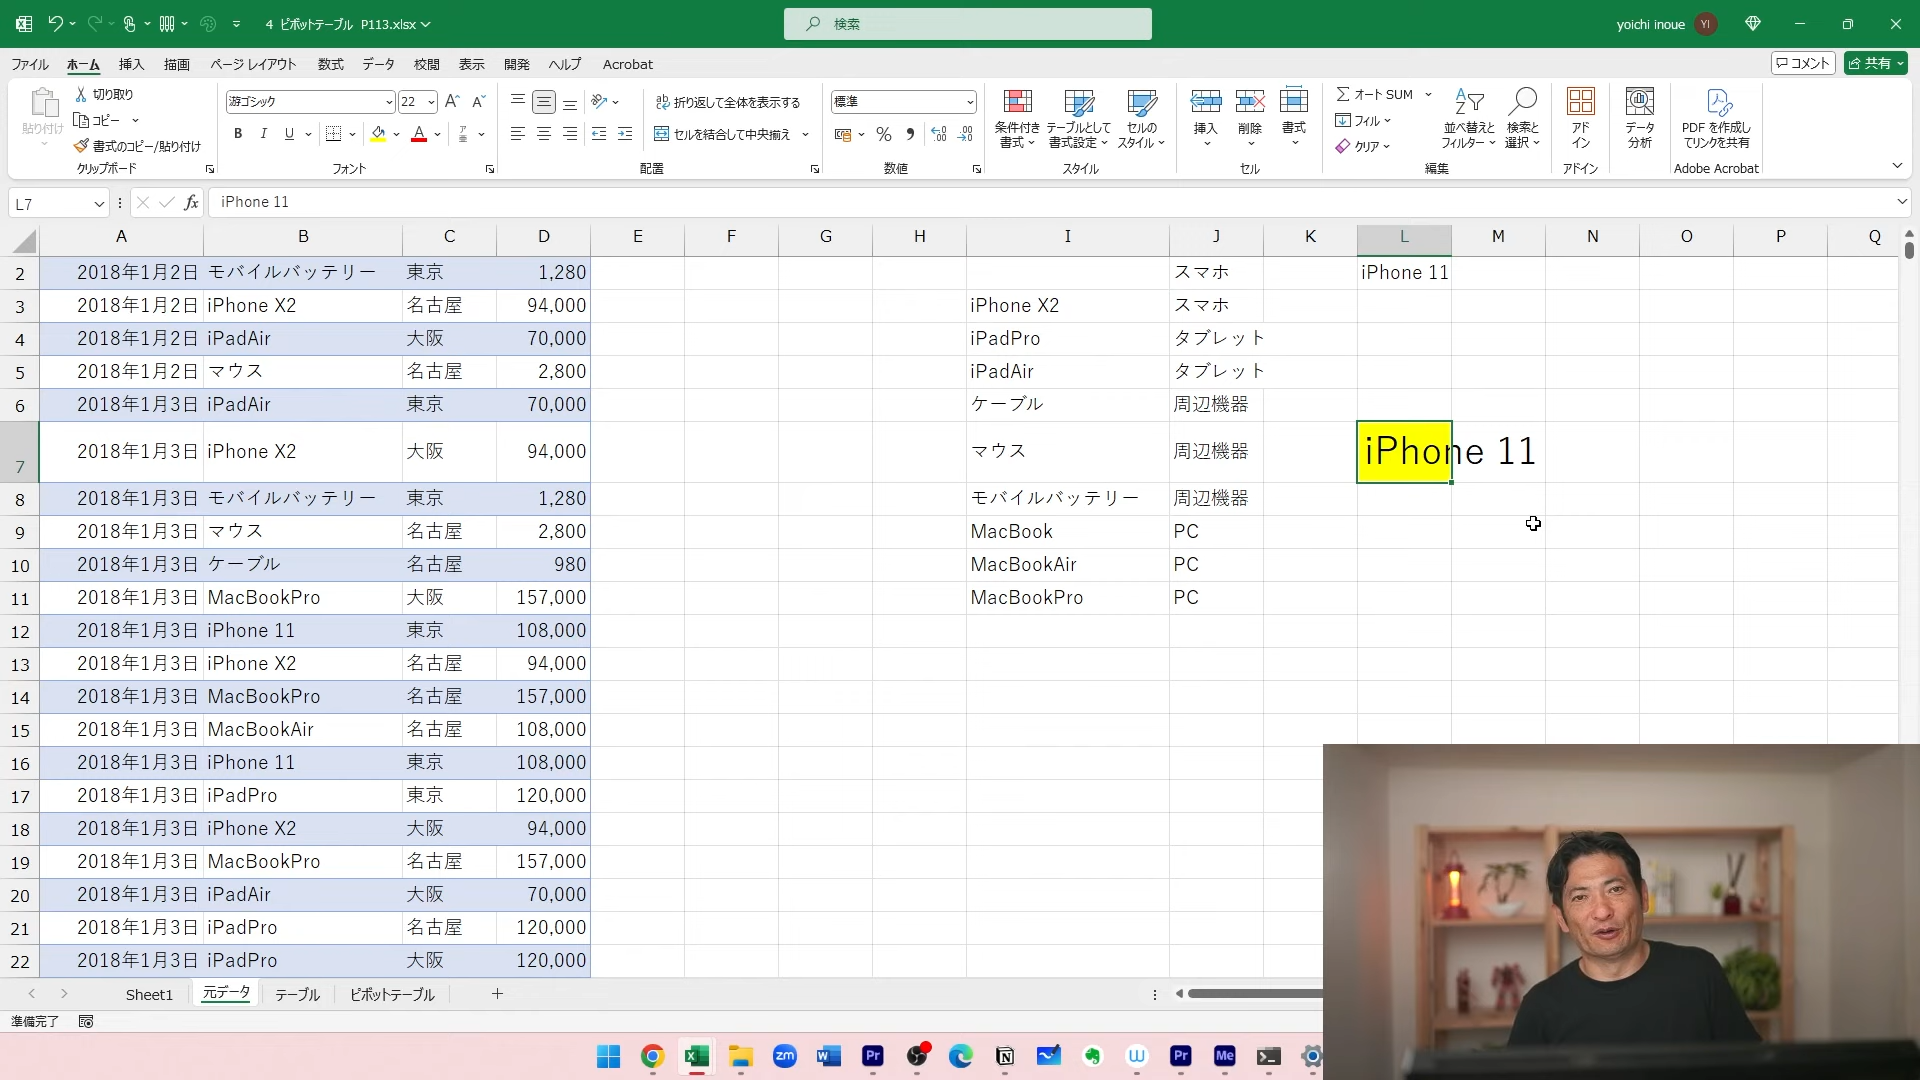 4 ピボットテーブル P113.xlsx
検索
yoichi inoue YI
ファイル ホーム 挿入 描画 ページ レイアウト 数式 データ 校閲 表示 開発 ヘルプ Acrobat
コメント 共有
貼り付け 切り取り
コピー
書式のコピー/貼り付け
クリップボード
游ゴシック 22
B I U
フォント
折り返して全体を表示する
セルを結合して中央揃え
配置
標準
数値
条件付き書式 テーブルとして書式設定 セルのスタイル
スタイル
挿入 削除 書式
セル
オート SUM
フィル
クリア
並べ替えとフィルター 検索と選択
編集
アドイン
アドイン
データ分析
PDF を作成してリンクを共有
Adobe Acrobat
L7 fx iPhone 11
A B C D E F G H I J K L M N O P Q
2 2018年1月2日 モバイルバッテリー 東京 1,280 スマホ iPhone 11
3 2018年1月2日 iPhone X2 名古屋 94,000 iPhone X2 スマホ
4 2018年1月2日 iPadAir 大阪 70,000 iPadPro タブレット
5 2018年1月2日 マウス 名古屋 2,800 iPadAir タブレット
6 2018年1月3日 iPadAir 東京 70,000 ケーブル 周辺機器
7 2018年1月3日 iPhone X2 大阪 94,000 マウス 周辺機器 iPhone 11
8 2018年1月3日 モバイルバッテリー 東京 1,280 モバイルバッテリー 周辺機器
9 2018年1月3日 マウス 名古屋 2,800 MacBook PC
10 2018年1月3日 ケーブル 名古屋 980 MacBookAir PC
11 2018年1月3日 MacBookPro 大阪 157,000 MacBookPro PC
12 2018年1月3日 iPhone 11 東京 108,000
13 2018年1月3日 iPhone X2 名古屋 94,000
14 2018年1月3日 MacBookPro 名古屋 157,000
15 2018年1月3日 MacBookAir 名古屋 108,000
16 2018年1月3日 iPhone 11 東京 108,000
17 2018年1月3日 iPadPro 東京 120,000
18 2018年1月3日 iPhone X2 大阪 94,000
19 2018年1月3日 MacBookPro 名古屋 157,000
20 2018年1月3日 iPadAir 大阪 70,000
21 2018年1月3日 iPadPro 名古屋 120,000
22 2018年1月3日 iPadPro 大阪 120,000
Sheet1 元データ テーブル ピボットテーブル
準備完了
zm Pr Pr Me